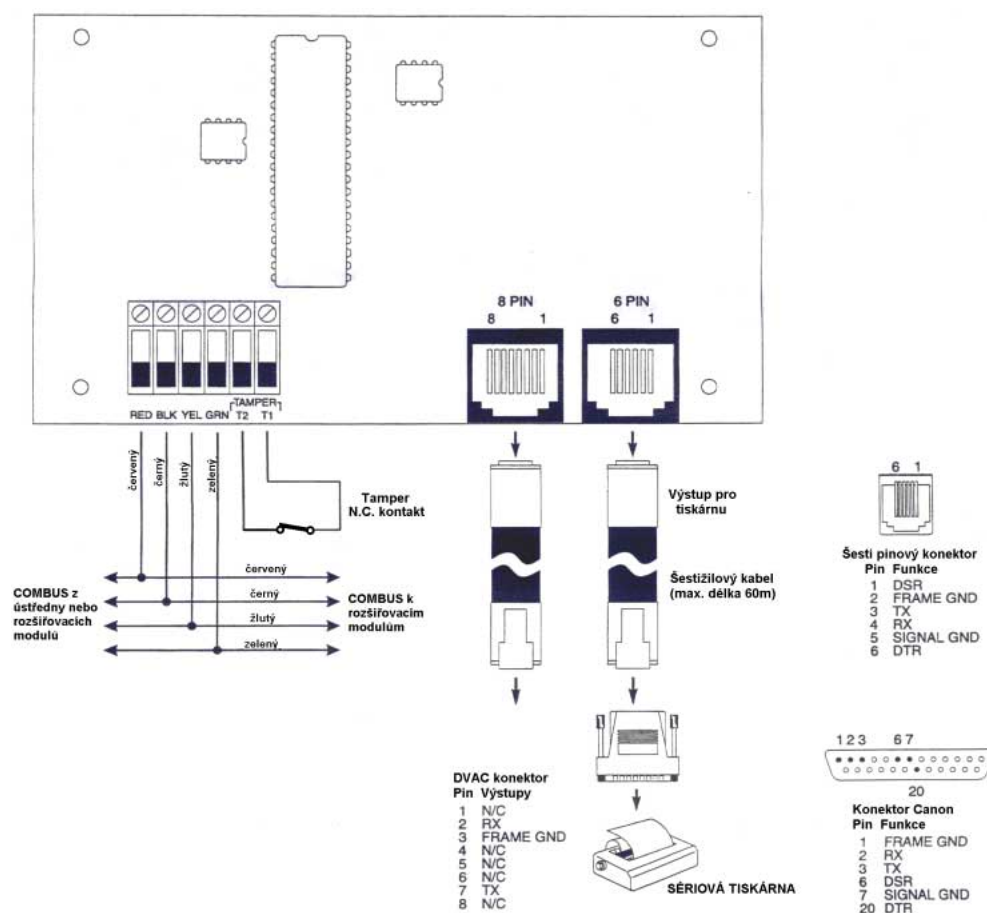 8 PIN
8 1
6 PIN
6 1
TAMPER
RED BLK YEL GRN T2 T1
červený
černý
žlutý
zelený
Tamper
N.C. kontakt
COMBUS z
ústředny nebo
rozšiřovacích
modulů
červený
černý
žlutý
zelený
COMBUS k
rozšiřovacím
modulům
Výstup pro
tiskárnu
Šestižilový kabel
(max. délka 60m)
6 1
Šesti pinový konektor
Pin Funkce
1 DSR
2 FRAME GND
3 TX
4 RX
5 SIGNAL GND
6 DTR
DVAC konektor
Pin Výstupy
1 N/C
2 RX
3 FRAME GND
4 N/C
5 N/C
6 N/C
7 TX
8 N/C
SÉRIOVÁ TISKÁRNA
1 2 3 6 7
20
Konektor Canon
Pin Funkce
1 FRAME GND
2 RX
3 TX
6 DSR
7 SIGNAL GND
20 DTR